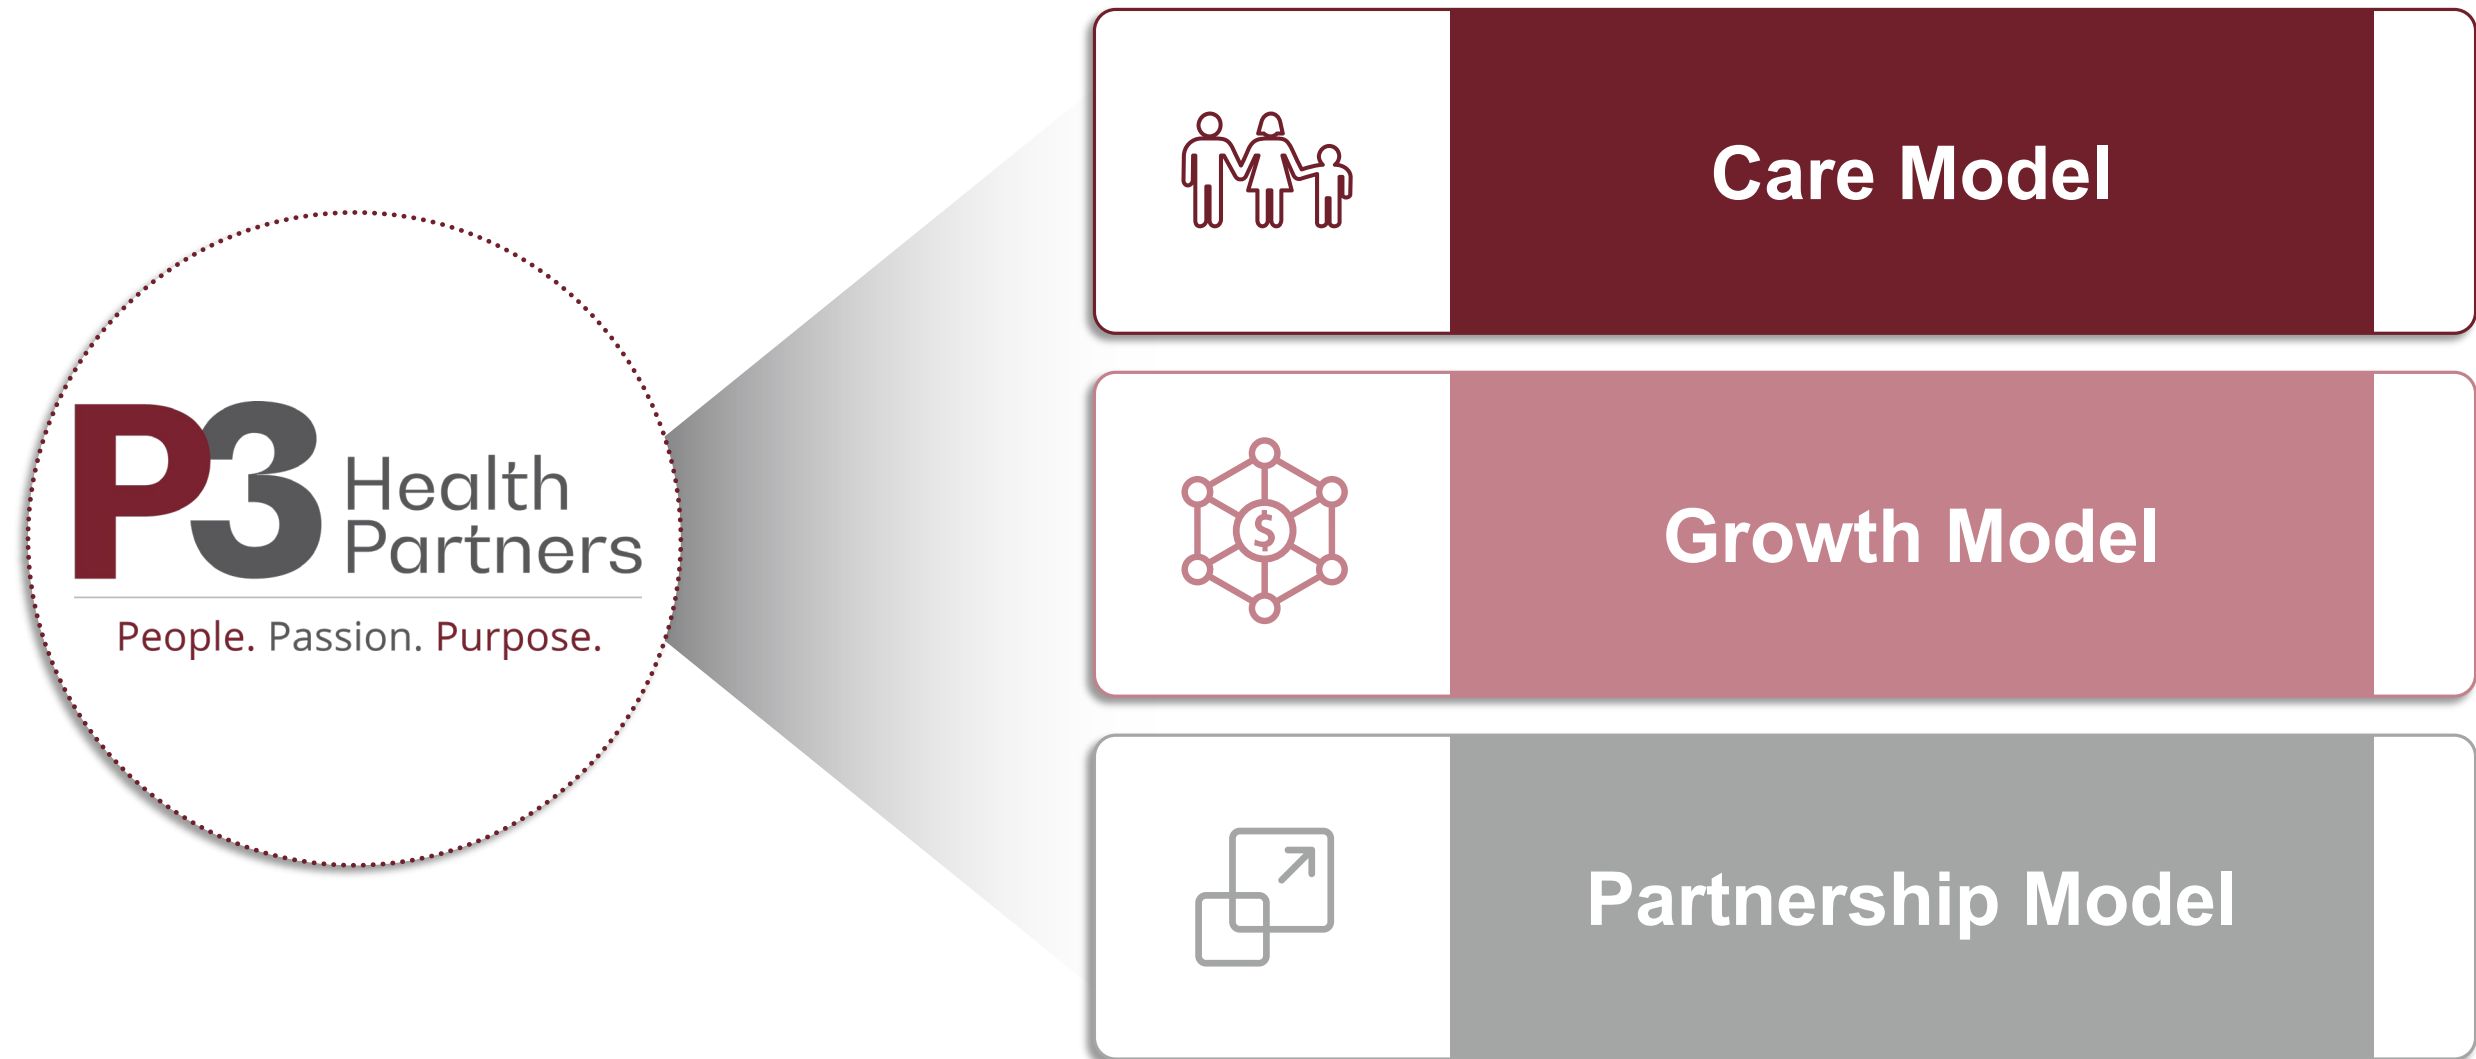 P3 Health
Partners
People. Passion. Purpose.
Care Model
$
Growth Model
Partnership Model